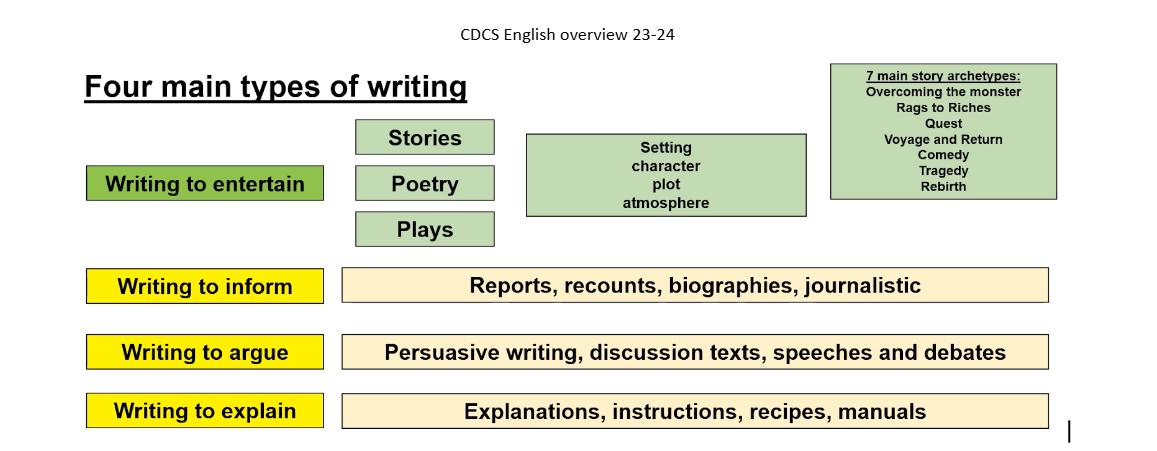 CDCS English overview 23-24
Four main types of writing
7 main story archetypes:
Overcoming the monster
Rags to Riches
Quest
Voyage and Return
Comedy
Tragedy
Rebirth
Writing to entertain
Stories
Poetry
Plays
Setting
character
plot
atmosphere
Writing to inform
Reports, recounts, biographies, journalistic
Writing to argue
Persuasive writing, discussion texts, speeches and debates
Writing to explain
Explanations, instructions, recipes, manuals